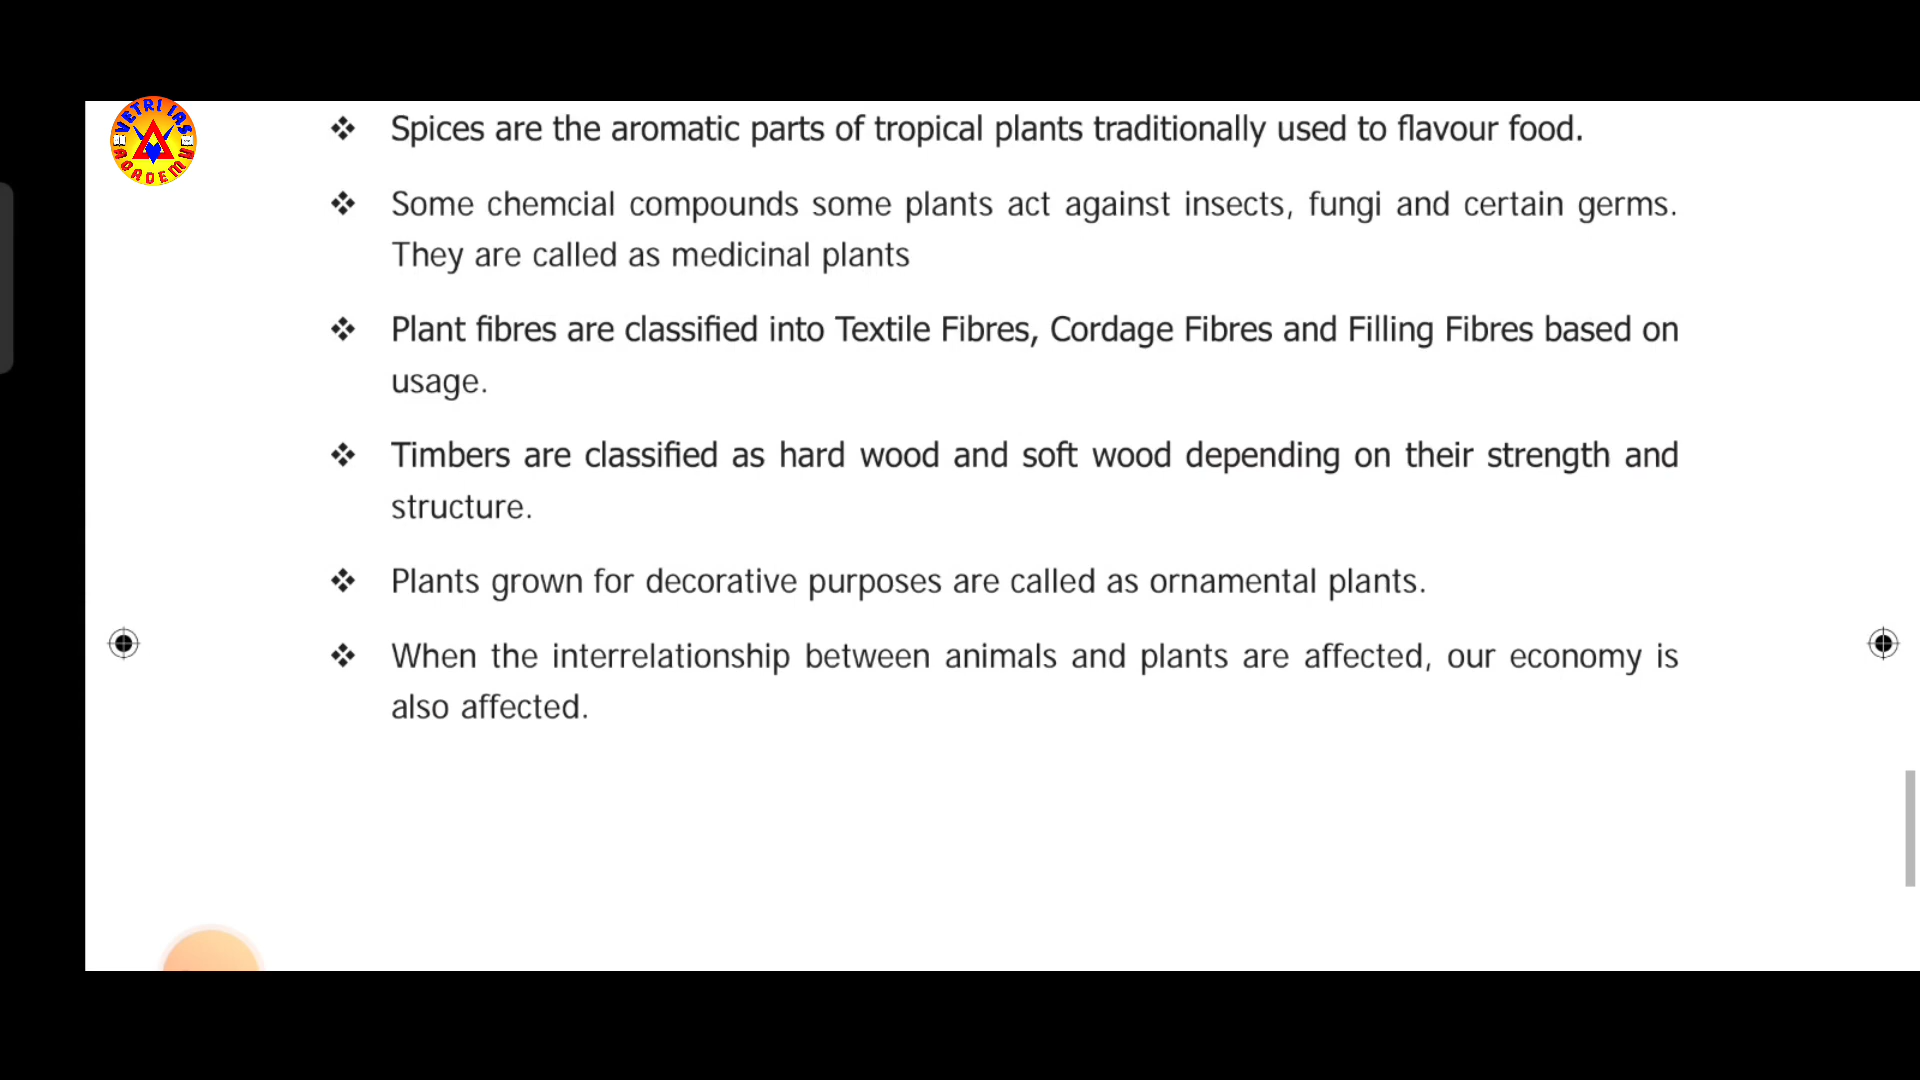 VETRI IAS
ACADEMY
❖ Spices are the aromatic parts of tropical plants traditionally used to flavour food.
❖ Some chemcial compounds some plants act against insects, fungi and certain germs.
They are called as medicinal plants
❖ Plant fibres are classified into Textile Fibres, Cordage Fibres and Filling Fibres based on
usage.
❖ Timbers are classified as hard wood and soft wood depending on their strength and
structure.
❖ Plants grown for decorative purposes are called as ornamental plants.
❖ When the interrelationship between animals and plants are affected, our economy is
also affected.